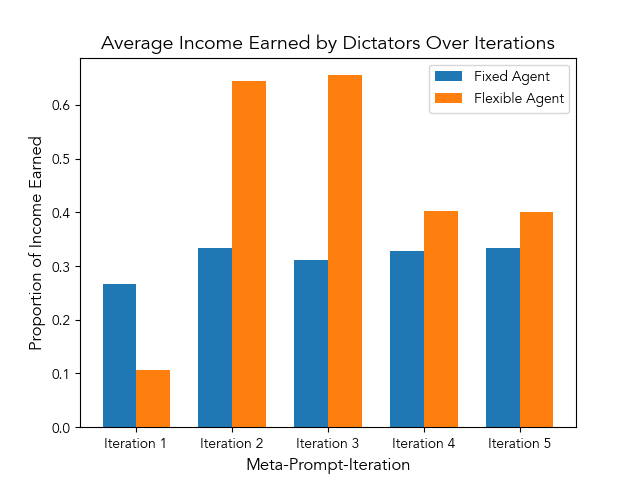 Average Income Earned by Dictators Over Iterations
Fixed Agent
Flexible Agent
Proportion of Income Earned
0.6
0.5
0.4
0.3
0.2
0.1
0.0
Iteration 1
Iteration 2
Iteration 3
Iteration 4
Iteration 5
Meta-Prompt-Iteration